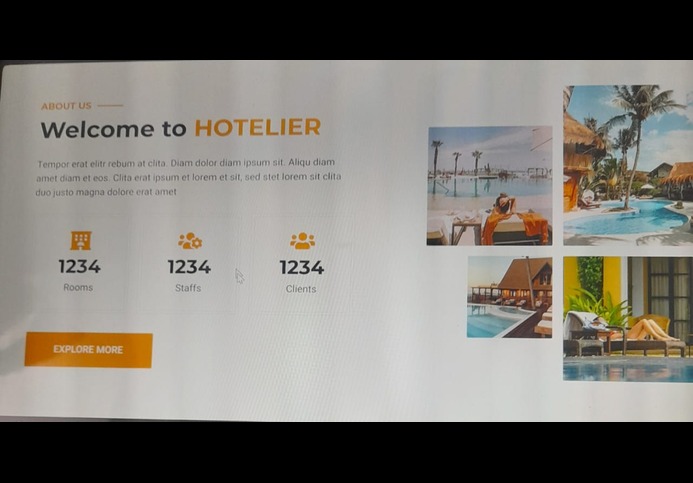 ABOUT US
Welcome to HOTELIER
Tempor erat elitr rebum at clita. Diam dolor diam ipsum sit. Aliqu diam
amet diam et eos. Clita erat ipsum et lorem et sit, sed stet lorem sit clita
duo justo magna dolore erat amet
1234 1234 1234
Rooms Staffs Clients
EXPLORE MORE